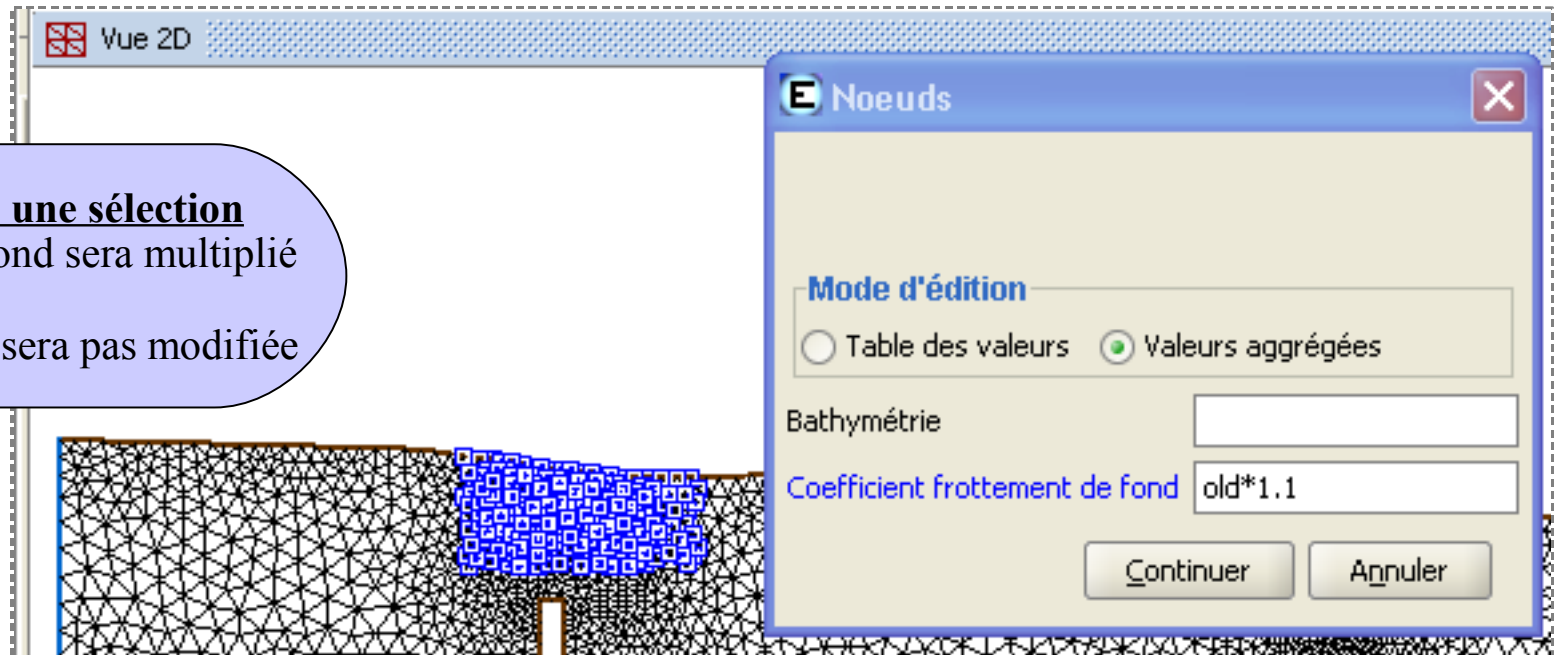 Vue 2D
E Noeuds
une sélection
ond sera multiplié
sera pas modifiée
Mode d'édition
Table des valeurs Valeurs aggrégées
Bathymétrie
Coefficient frottement de fond old*1.1
Continuer Annuler